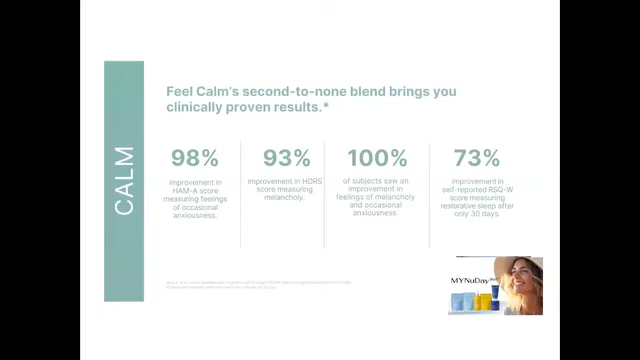 Feel Calm's second-to-none blend brings you
clinically proven results.*
CALM
98%
improvement in
HAM-A score
measuring feelings
of occasional
anxiousness.
93%
improvement in HDRS
score measuring
melancholy.
100%
of subjects saw an
improvement in
feelings of melancholy
and occasional
anxiousness.
73%
improvement in
self-reported RSQ-W
score measuring
restorative sleep after
only 30 days.
MYNuDay